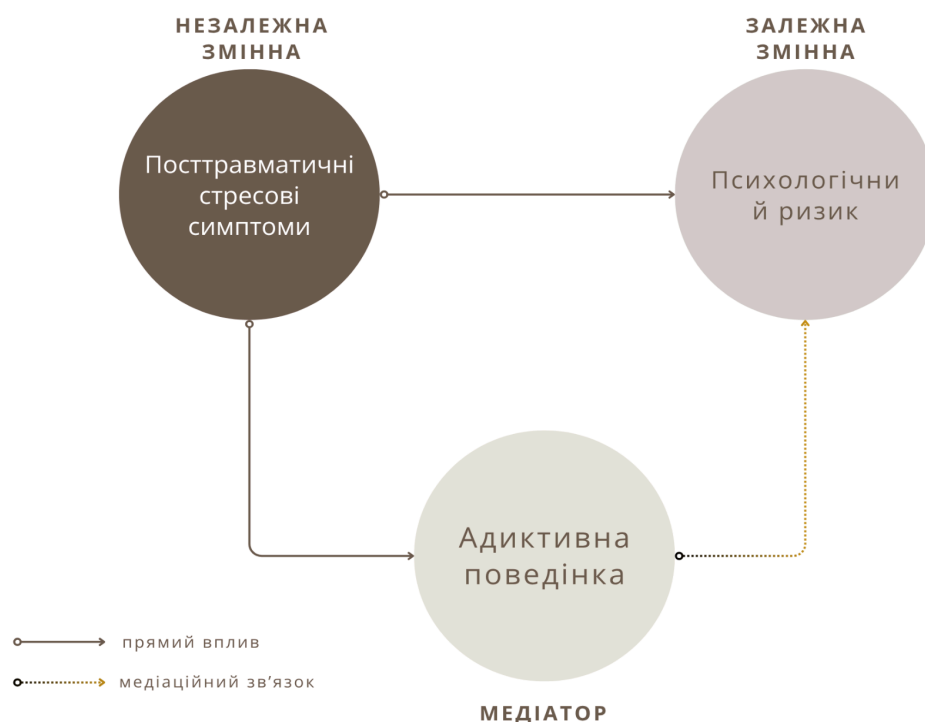 НЕЗАЛЕЖНА
ЗМІННА
ЗАЛЕЖНА
ЗМІННА
Посттравматичні
стресові
симптоми
Психологічни
й ризик
Адиктивна
поведінка
прямий вплив
медіаційний зв’язок
МЕДІАТОР